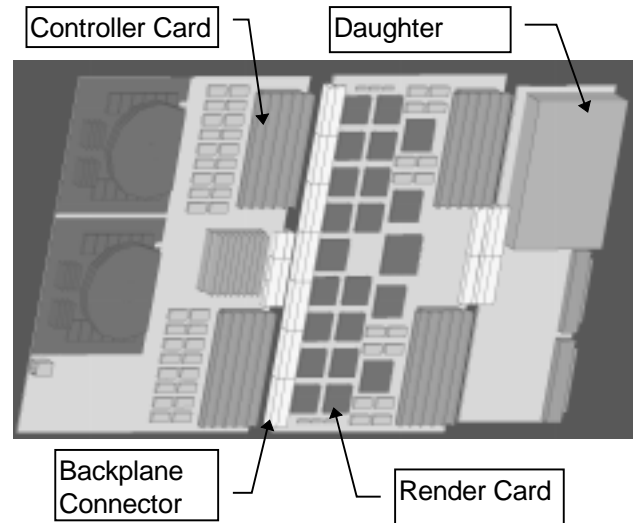 Controller Card
Daughter
Backplane
Connector
Render Card